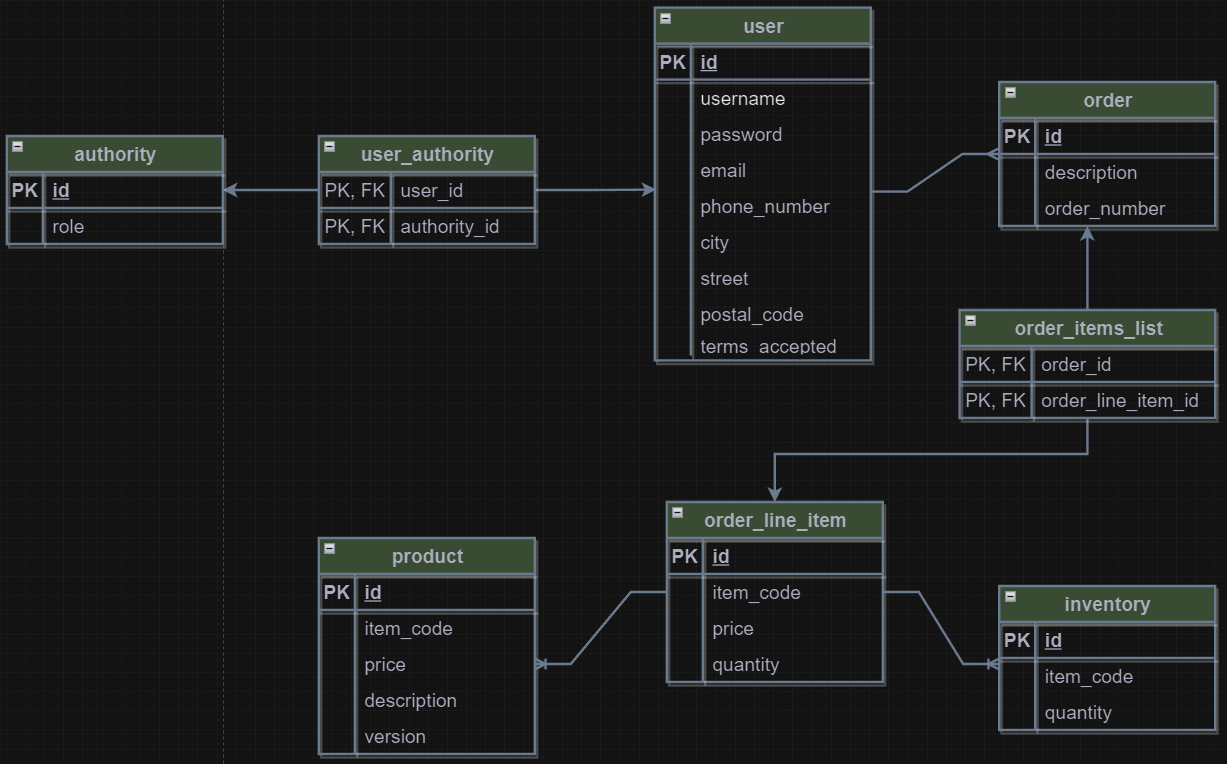 user
PK id
username
password
email
phone_number
city
street
postal_code
terms_accepted
order
PK id
description
order_number
authority
PK id
role
user_authority
PK, FK user_id
PK, FK authority_id
order_items_list
PK, FK order_id
PK, FK order_line_item_id
order_line_item
PK id
item_code
price
quantity
product
PK id
item_code
price
description
version
inventory
PK id
item_code
quantity